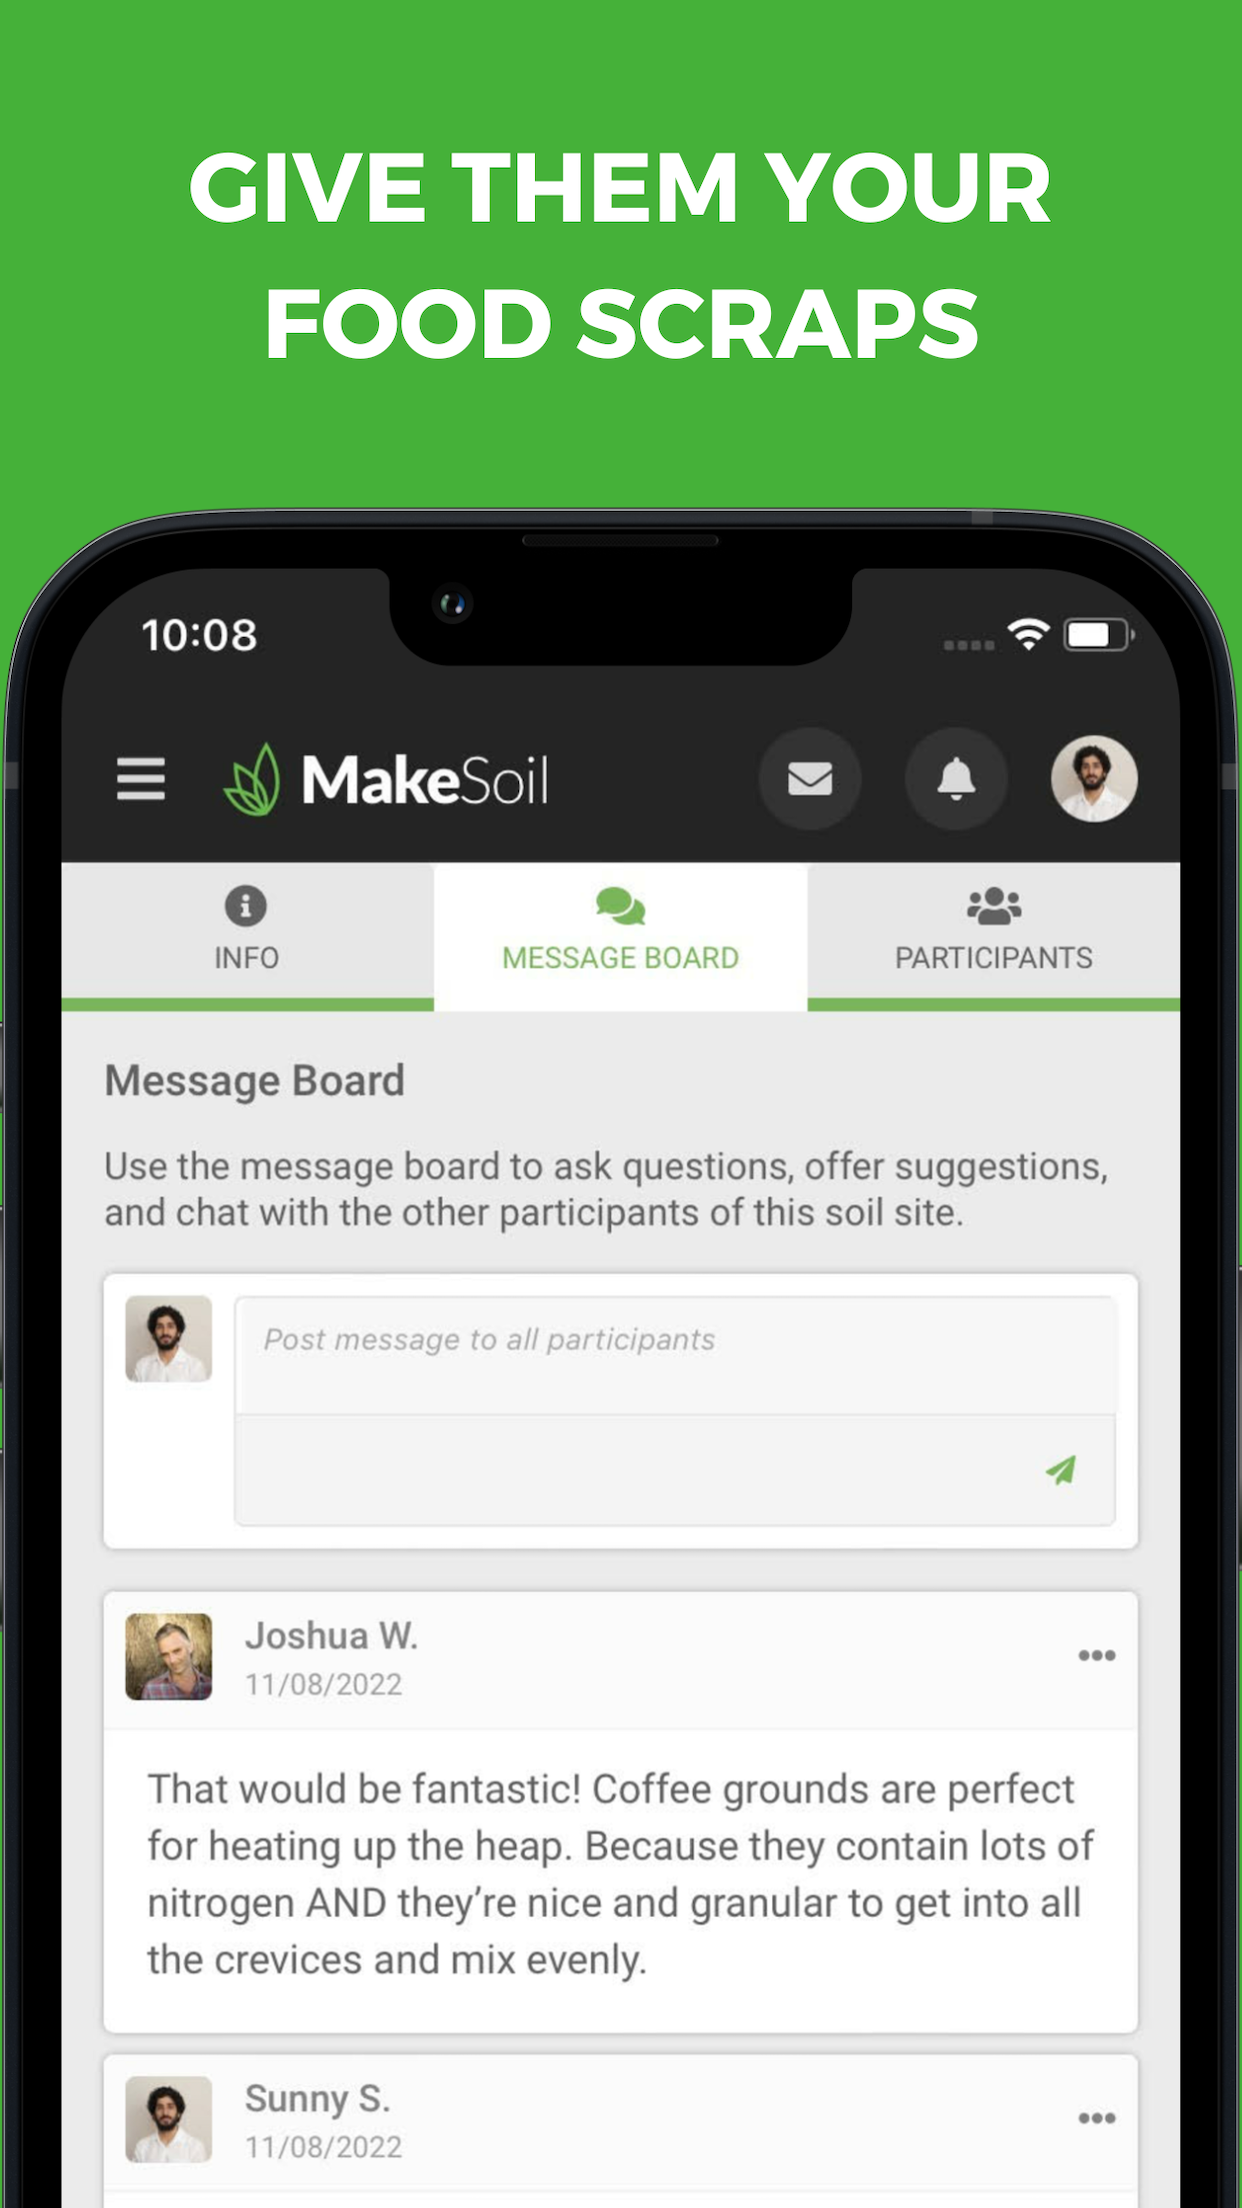 GIVE THEM YOUR
FOOD SCRAPS
10:08
MakeSoil
INFO
MESSAGE BOARD
PARTICIPANTS
Message Board
Use the message board to ask questions, offer suggestions,
and chat with the other participants of this soil site.
Post message to all participants
Joshua W.
11/08/2022
That would be fantastic! Coffee grounds are perfect
for heating up the heap. Because they contain lots of
nitrogen AND they’re nice and granular to get into all
the crevices and mix evenly.
Sunny S.
11/08/2022